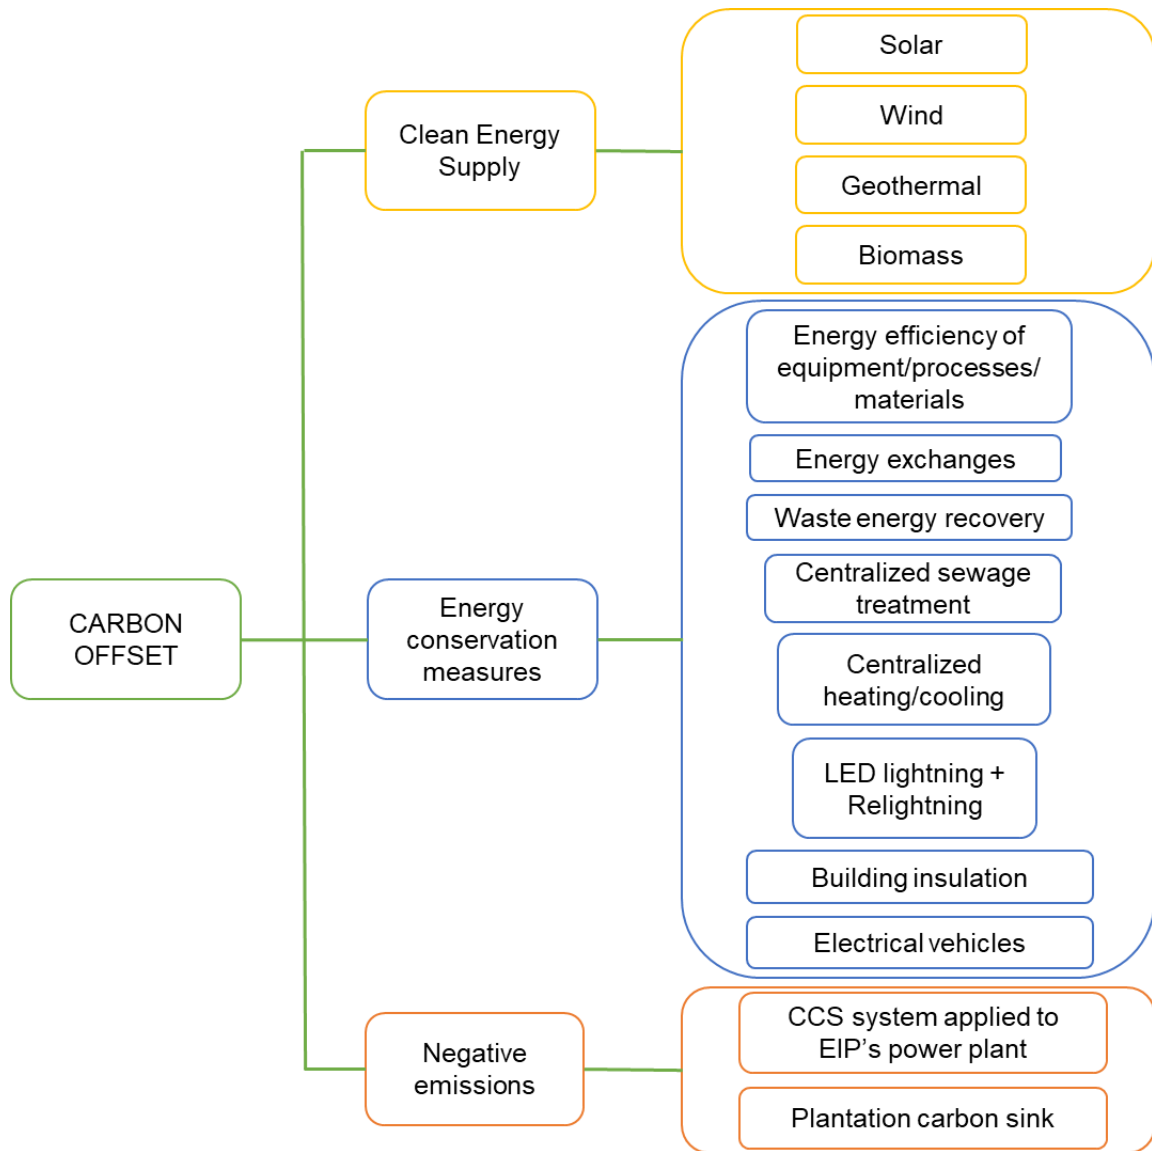 CARBON
OFFSET
Clean Energy
Supply
Solar
Wind
Geothermal
Biomass
Energy
conservation
measures
Energy efficiency of
equipment/processes/
materials
Energy exchanges
Waste energy recovery
Centralized sewage
treatment
Centralized
heating/cooling
LED lightning +
Relightning
Building insulation
Electrical vehicles
Negative
emissions
CCS system applied to
EIP’s power plant
Plantation carbon sink